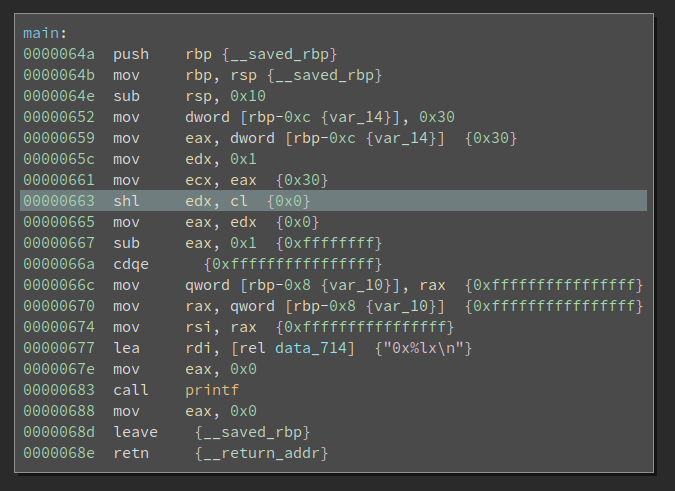 main:
0000064a  push    rbp {__saved_rbp}
0000064b  mov     rbp, rsp {__saved_rbp}
0000064e  sub     rsp, 0x10
00000652  mov     dword [rbp-0xc {var_14}], 0x30
00000659  mov     eax, dword [rbp-0xc {var_14}]  {0x30}
0000065c  mov     edx, 0x1
00000661  mov     ecx, eax  {0x30}
00000663  shl     edx, cl  {0x0}
00000665  mov     eax, edx  {0x0}
00000667  sub     eax, 0x1  {0xffffffff}
0000066a  cdqe      {0xffffffffffffffff}
0000066c  mov     qword [rbp-0x8 {var_10}], rax  {0xffffffffffffffff}
00000670  mov     rax, qword [rbp-0x8 {var_10}]  {0xffffffffffffffff}
00000674  mov     rsi, rax  {0xffffffffffffffff}
00000677  lea     rdi, [rel data_714]  {"0x%lx\n"}
0000067e  mov     eax, 0x0
00000683  call    printf
00000688  mov     eax, 0x0
0000068d  leave    {__saved_rbp}
0000068e  retn     {__return_addr}